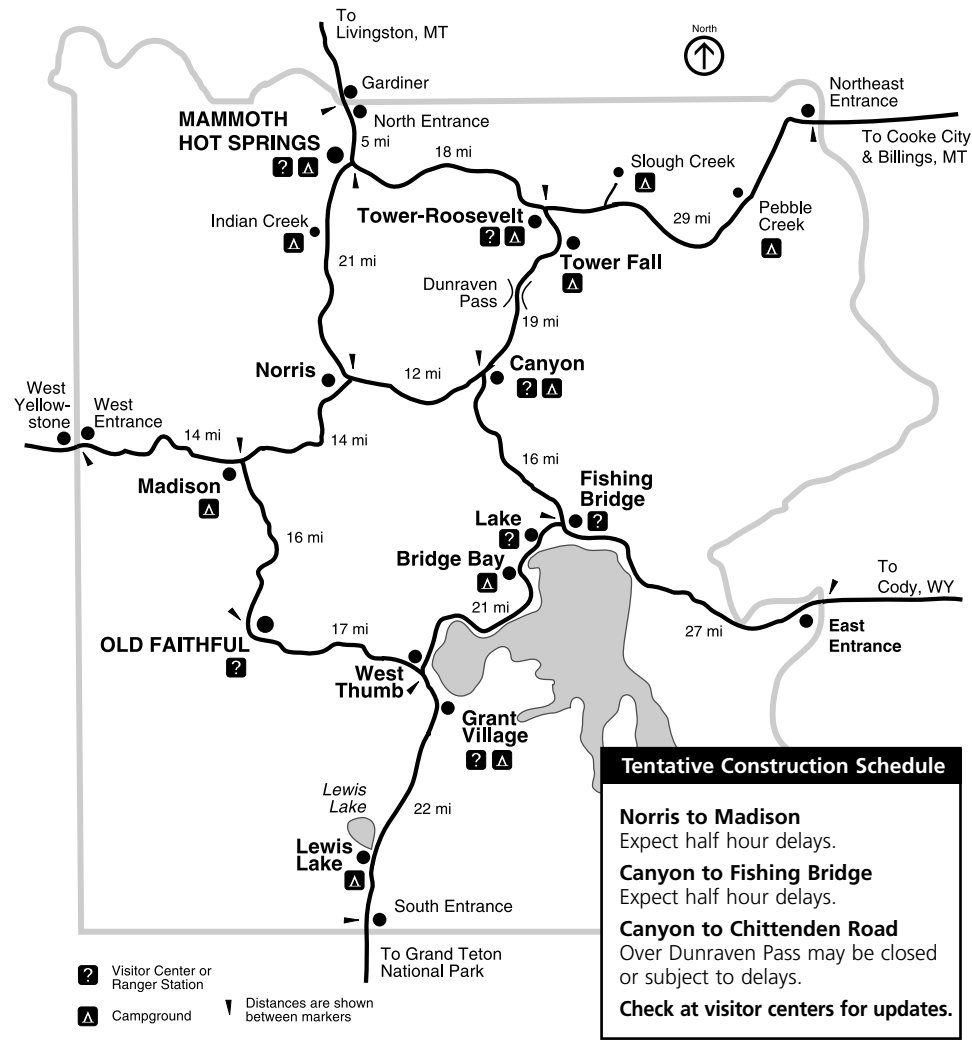 To
Livingston, MT
North
Gardiner
Northeast
Entrance
MAMMOTH
HOT SPRINGS
North Entrance
5 mi
?
18 mi
To Cooke City
& Billings, MT
Slough Creek
Indian Creek
Tower-Roosevelt
?
29 mi
Pebble
Creek
21 mi
Tower Fall
Dunraven
Pass
19 mi
Norris
12 mi
Canyon
?
West
Yellow-
stone
West
Entrance
14 mi
14 mi
Madison
16 mi
Fishing
Bridge
?
Lake
?
16 mi
Bridge Bay
To
Cody, WY
21 mi
OLD FAITHFUL
?
17 mi
27 mi
East
Entrance
West
Thumb
Grant
Village
?
Lewis
Lake
22 mi
Lewis
Lake
South Entrance
To Grand Teton
National Park
? Visitor Center or
Ranger Station
Campground
Distances are shown
between markers
Tentative Construction Schedule
Norris to Madison
Expect half hour delays.
Canyon to Fishing Bridge
Expect half hour delays.
Canyon to Chittenden Road
Over Dunraven Pass may be closed
or subject to delays.
Check at visitor centers for updates.